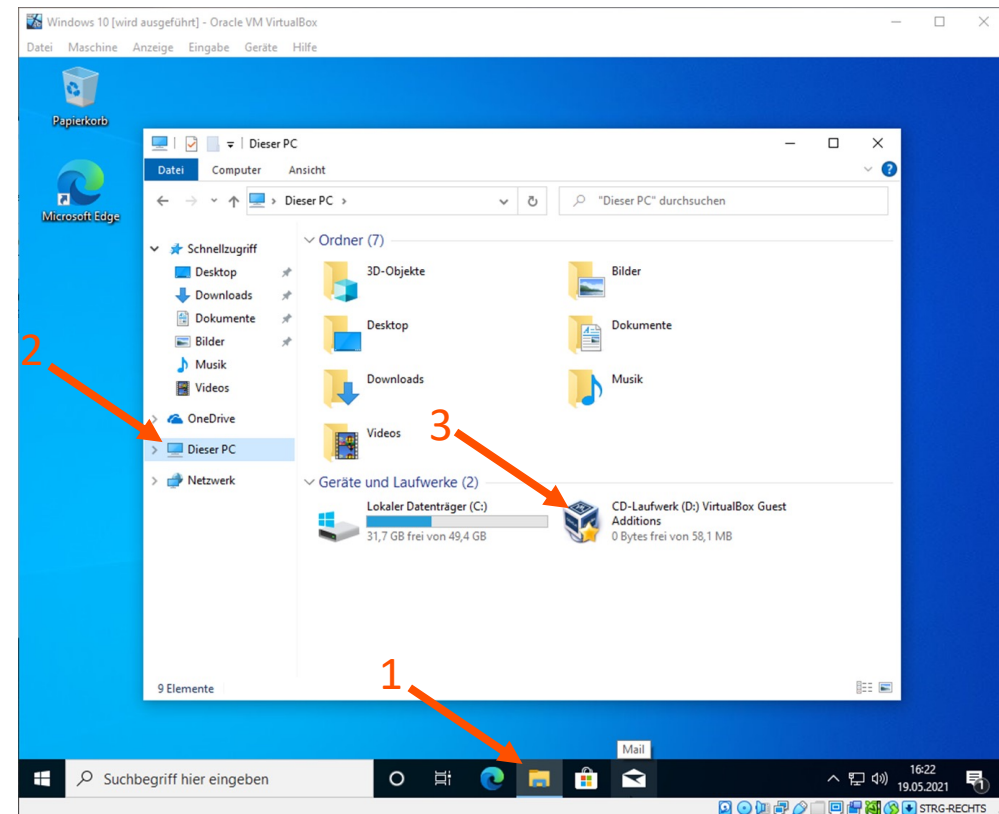 Windows 10 [wird ausgeführt] - Oracle VM VirtualBox
Datei Maschine Anzeige Eingabe Geräte Hilfe
Papierkorb
Microsoft Edge
Dieser PC
Datei Computer Ansicht
Dieser PC
"Dieser PC" durchsuchen
Schnellzugriff
Desktop
Downloads
Dokumente
Bilder
Musik
Videos
OneDrive
Dieser PC
Netzwerk
2
Ordner (7)
3D-Objekte
Bilder
Desktop
Dokumente
Downloads
Musik
Videos
3
Geräte und Laufwerke (2)
Lokaler Datenträger (C:)
31,7 GB frei von 49,4 GB
CD-Laufwerk (D:) VirtualBox Guest
Additions
0 Bytes frei von 58,1 MB
1
9 Elemente
Mail
Suchbegriff hier eingeben
16:22
19.05.2021
1
STRG-RECHTS